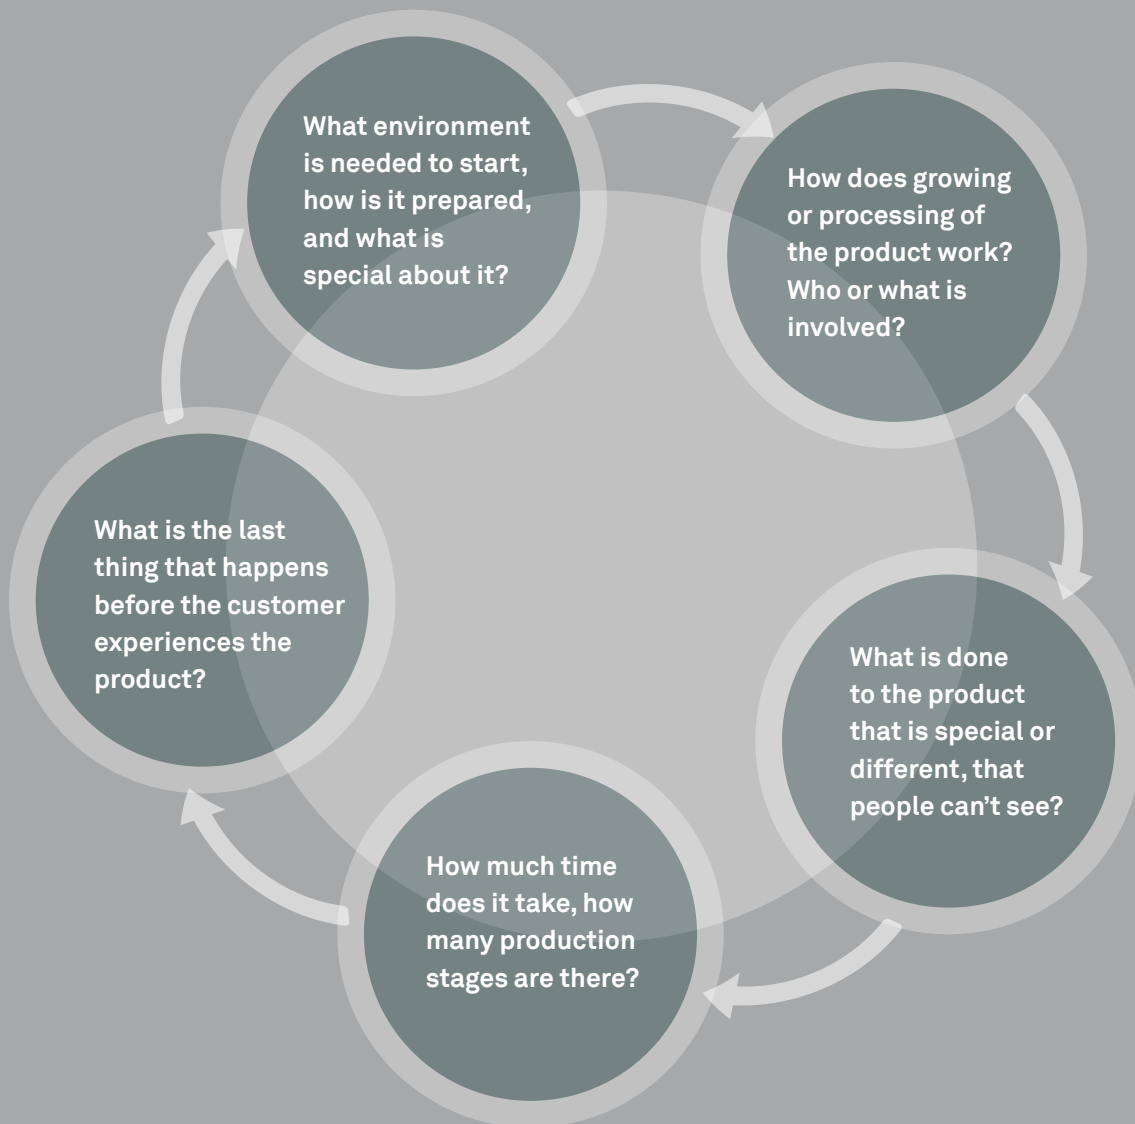 What environment
is needed to start,
how is it prepared,
and what is
special about it?
How does growing
or processing of
the product work?
Who or what is
involved?
What is done
to the product
that is special or
different, that
people can’t see?
How much time
does it take, how
many production
stages are there?
What is the last
thing that happens
before the customer
experiences the
product?